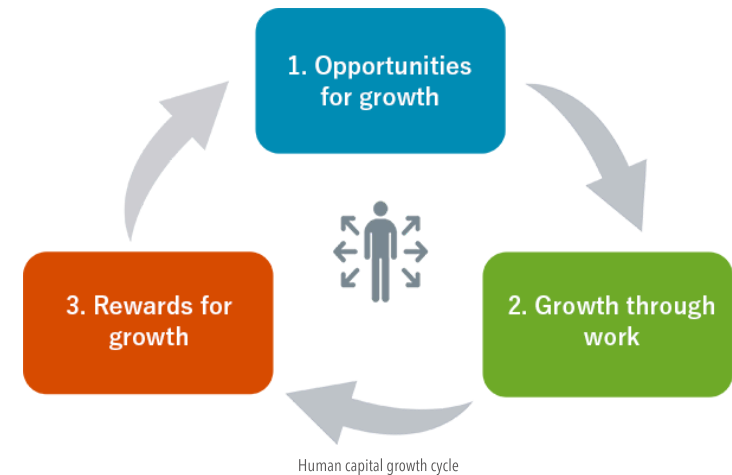 1. Opportunities
for growth
2. Growth through
work
3. Rewards for
growth
Human capital growth cycle